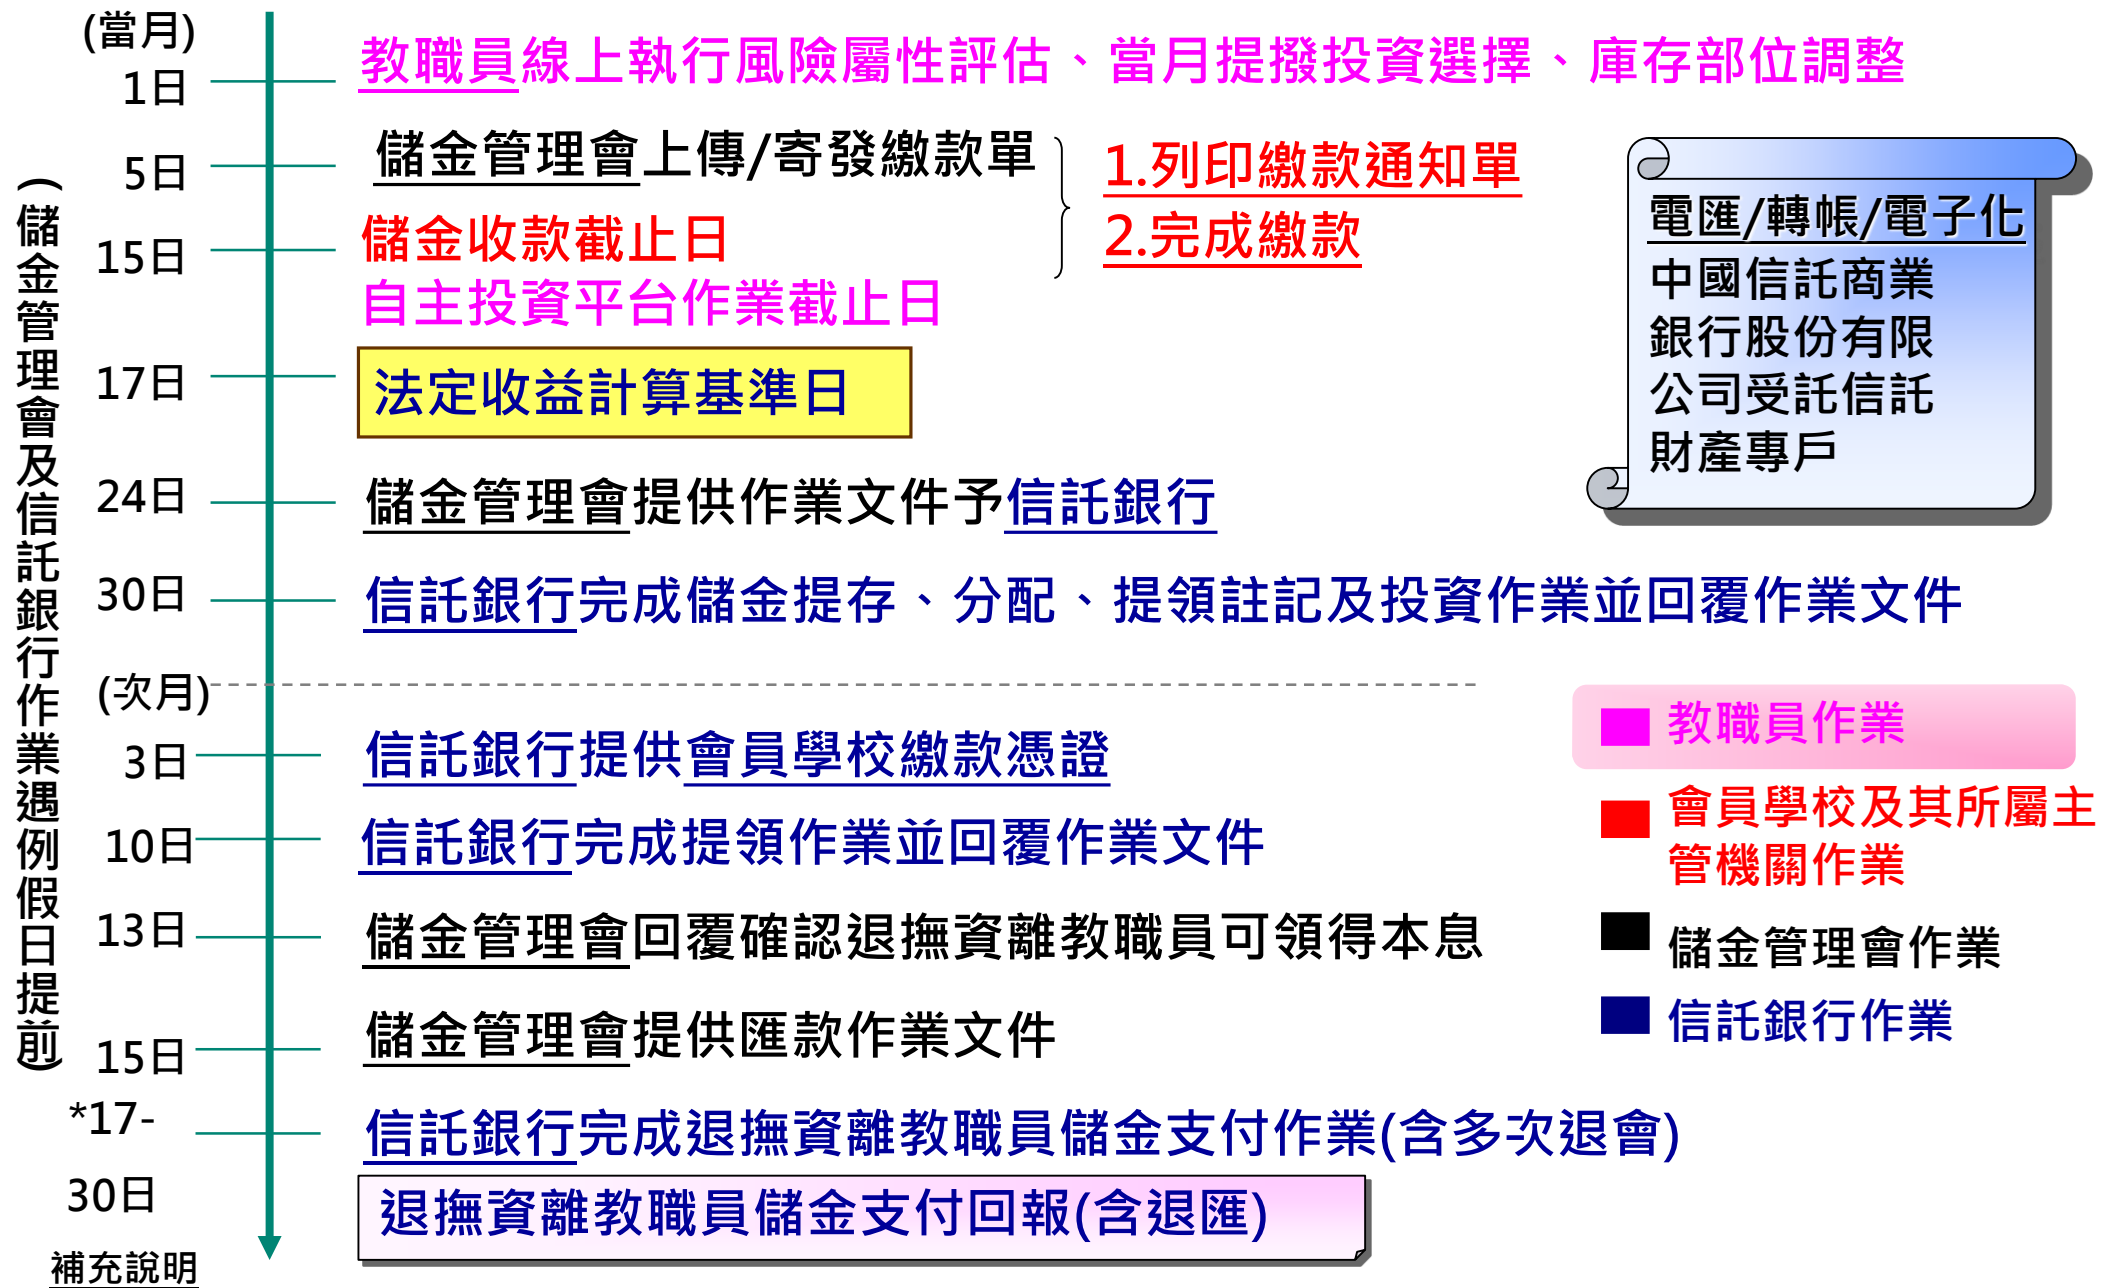 (儲金管理會及信託銀行作業遇例假日提前)
(當月)
1日
教職員線上執行風險屬性評估、當月提撥投資選擇、庫存部位調整
5日
儲金管理會上傳/寄發繳款單
1.列印繳款通知單
2.完成繳款
15日
儲金收款截止日
自主投資平台作業截止日
17日
法定收益計算基準日
24日
儲金管理會提供作業文件予信託銀行
30日
信託銀行完成儲金提存、分配、提領註記及投資作業並回覆作業文件
電匯/轉帳/電子化
中國信託商業
銀行股份有限
公司受託信託
財產專戶
(次月)
3日
信託銀行提供會員學校繳款憑證
10日
信託銀行完成提領作業並回覆作業文件
13日
儲金管理會回覆確認退撫資離教職員可領得本息
15日
儲金管理會提供匯款作業文件
*17-
30日
信託銀行完成退撫資離教職員儲金支付作業(含多次退會)
退撫資離教職員儲金支付回報(含退匯)
補充說明
教職員作業
會員學校及其所屬主
管機關作業
儲金管理會作業
信託銀行作業